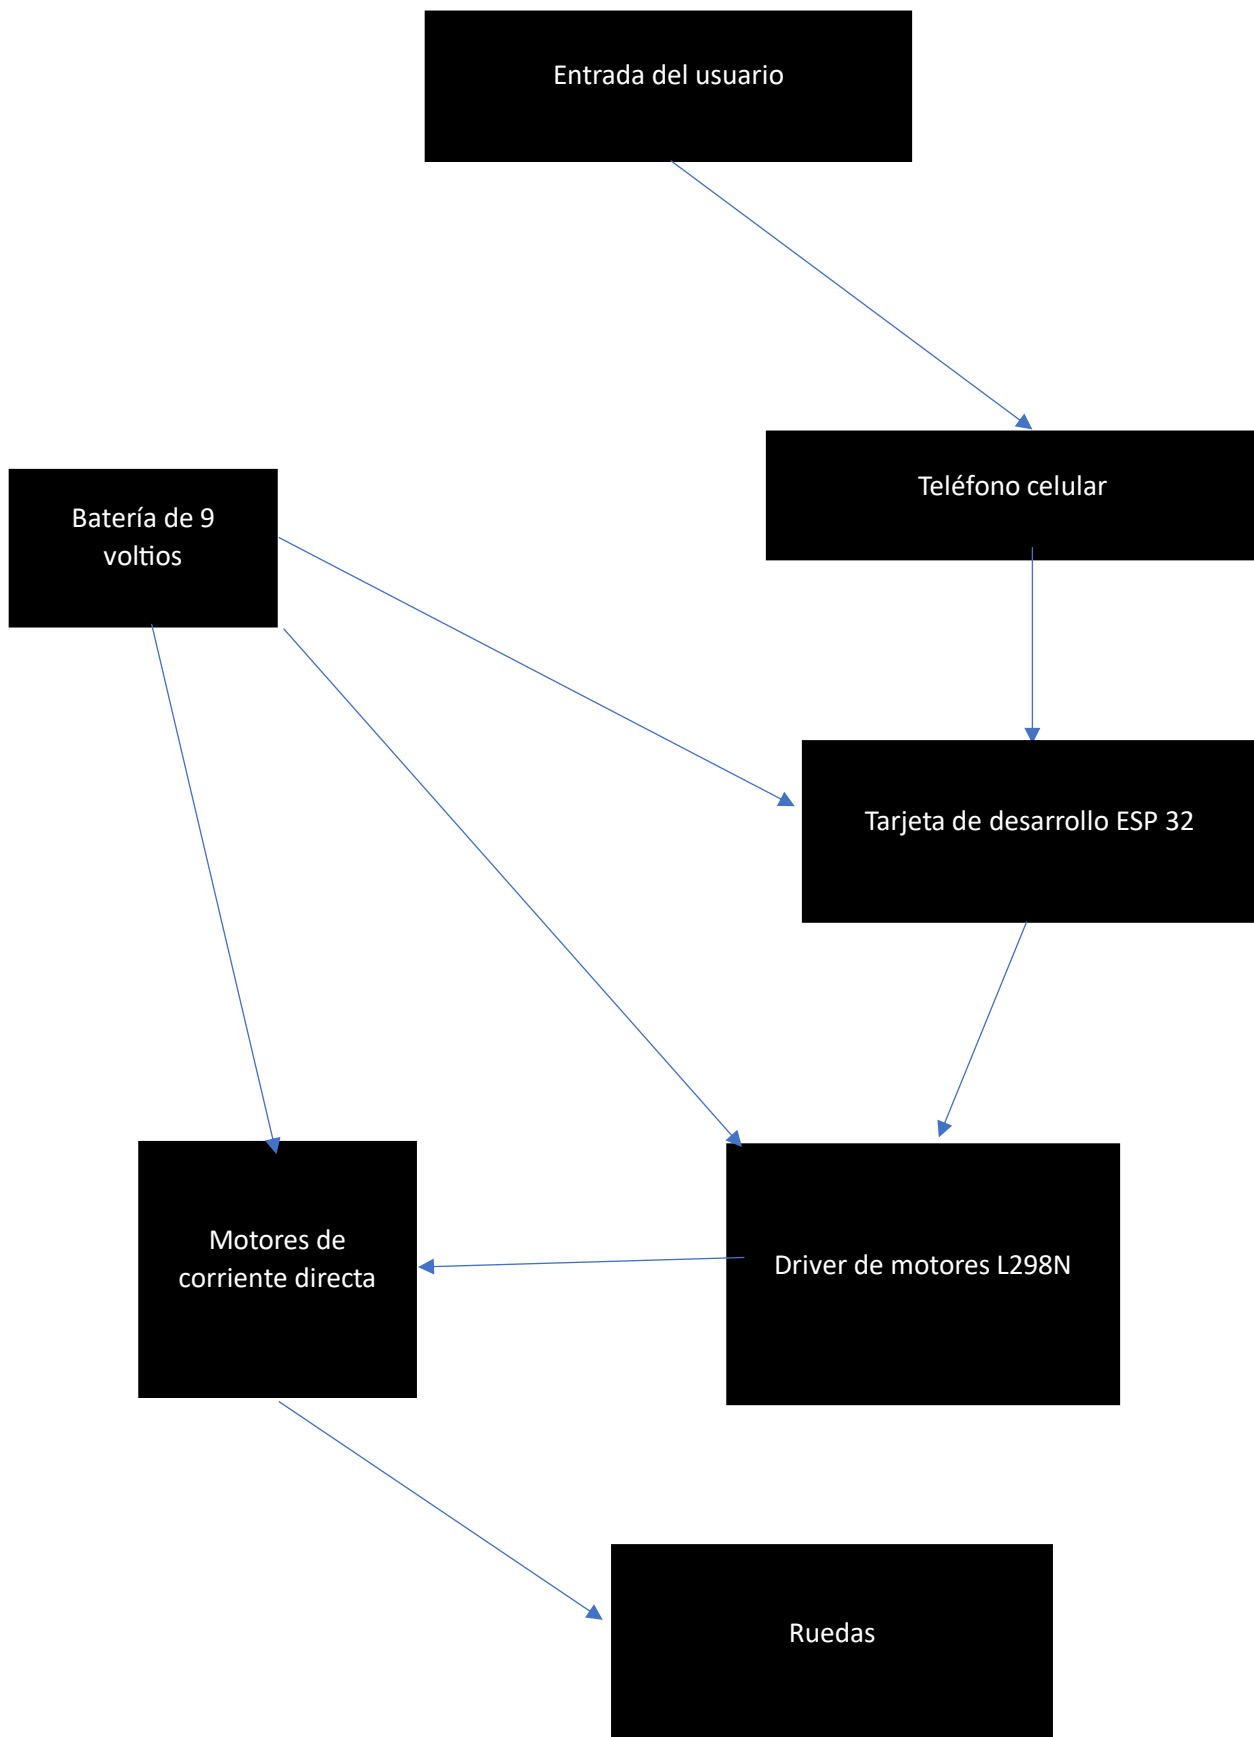 Entrada del usuario
Teléfono celular
Batería de 9
voltios
Tarjeta de desarrollo ESP 32
Motores de
corriente directa
Driver de motores L298N
Ruedas